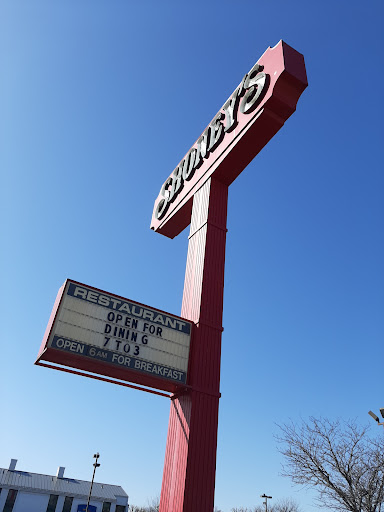 SHONEY'S
RESTAURANT
OPEN FOR
DINING
7 TO 3
OPEN 6AM FOR BREAKFAST